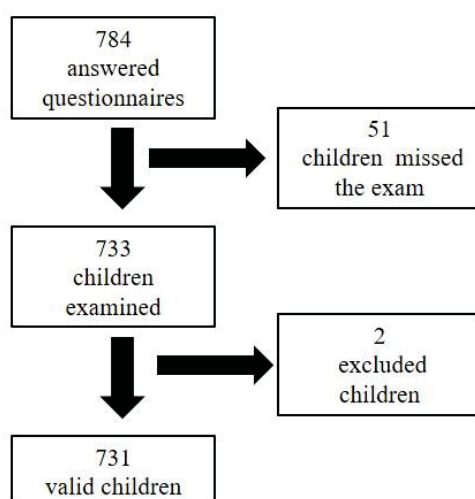 784
answered
questionnaires
51
children missed
the exam
733
children
examined
2
excluded
children
731
valid children